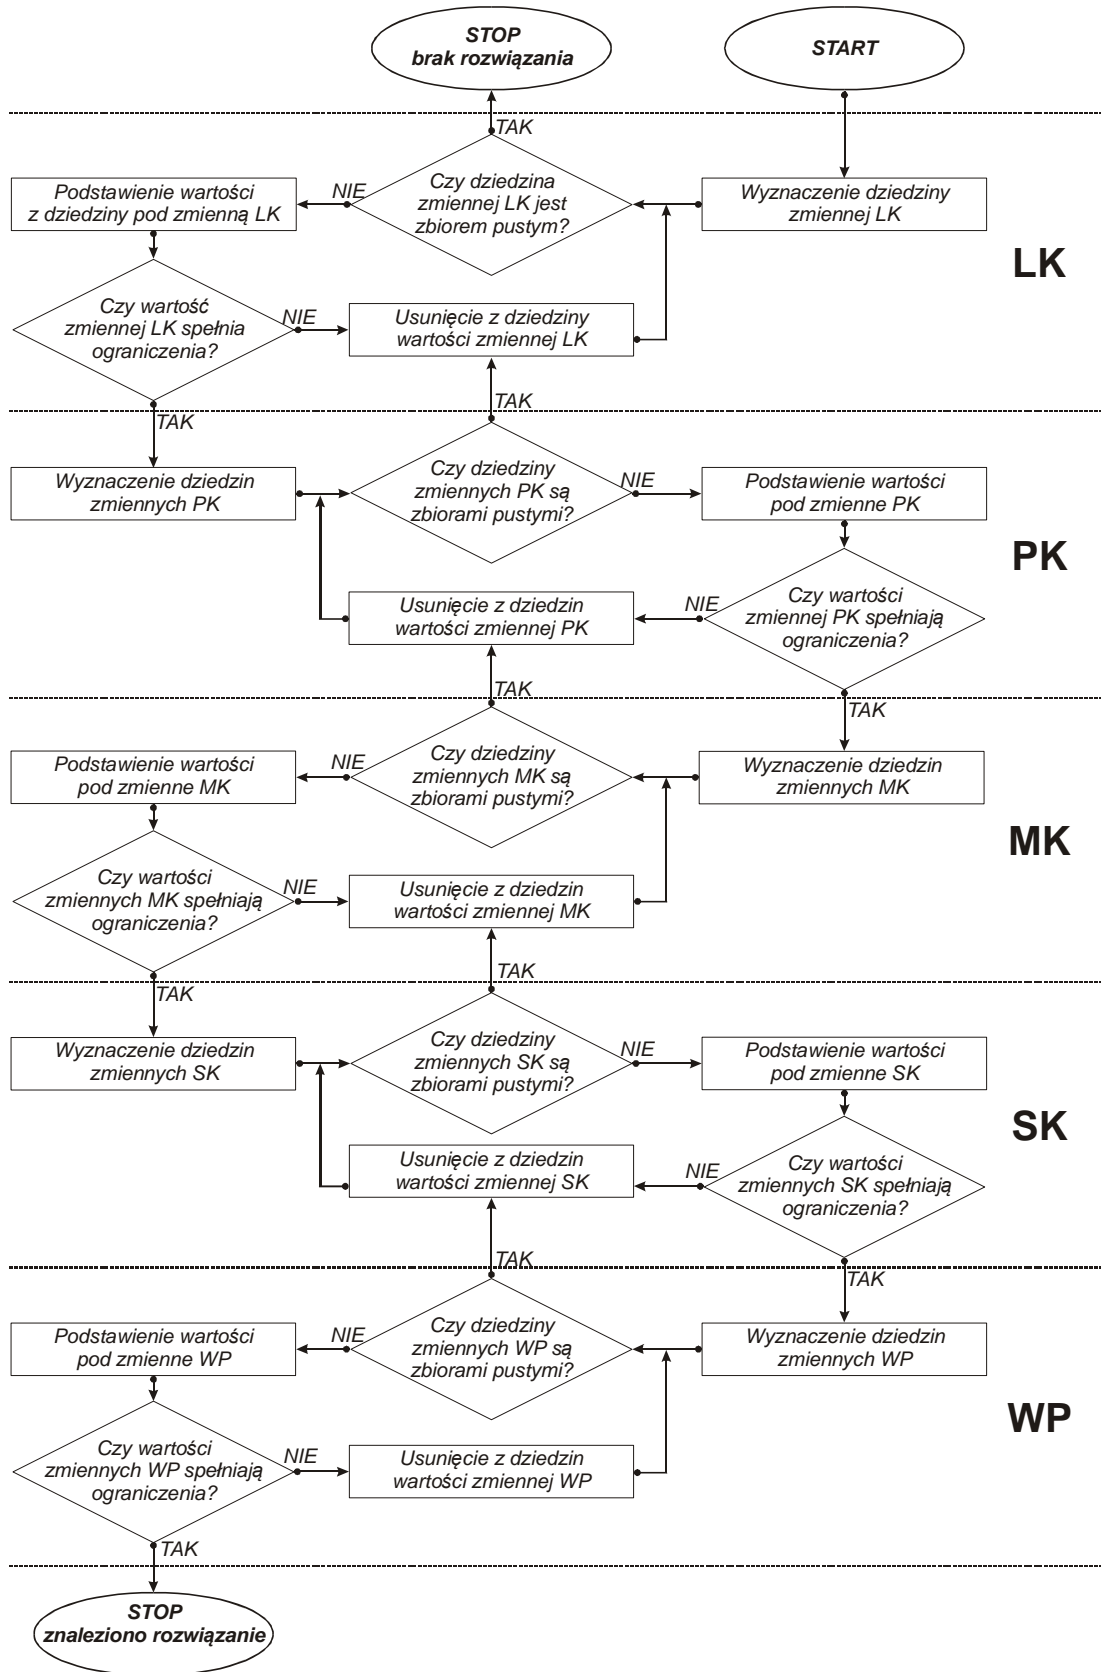 STOP
brak rozwiązania
START
TAK
Podstawienie wartości
z dziedziny pod zmienną LK
NIE
Czy dziedzina
zmiennej LK jest
zbiorem pustym?
Wyznaczenie dziedziny
zmiennej LK
LK
Czy wartość
zmiennej LK spełnia
ograniczenia?
NIE
Usunięcie z dziedziny
wartości zmiennej LK
TAK
TAK
Wyznaczenie dziedzin
zmiennych PK
Czy dziedziny
zmiennych PK są
zbiorami pustymi?
NIE
Podstawienie wartości
pod zmienne PK
PK
Usunięcie z dziedzin
wartości zmiennej PK
NIE
Czy wartości
zmiennej PK spełniają
ograniczenia?
TAK
TAK
Podstawienie wartości
pod zmienne MK
NIE
Czy dziedziny
zmiennych MK są
zbiorami pustymi?
Wyznaczenie dziedzin
zmiennych MK
MK
Czy wartości
zmiennych MK spełniają
ograniczenia?
NIE
Usunięcie z dziedzin
wartości zmiennej MK
TAK
TAK
Wyznaczenie dziedzin
zmiennych SK
Czy dziedziny
zmiennych SK są
zbiorami pustymi?
NIE
Podstawienie wartości
pod zmienne SK
SK
Usunięcie z dziedzin
wartości zmiennej SK
NIE
Czy wartości
zmiennych SK spełniają
ograniczenia?
TAK
TAK
Podstawienie wartości
pod zmienne WP
NIE
Czy dziedziny
zmiennych WP są
zbiorami pustymi?
Wyznaczenie dziedzin
zmiennych WP
WP
Czy wartości
zmiennych WP spełniają
ograniczenia?
NIE
Usunięcie z dziedzin
wartości zmiennej WP
TAK
STOP
znaleziono rozwiązanie